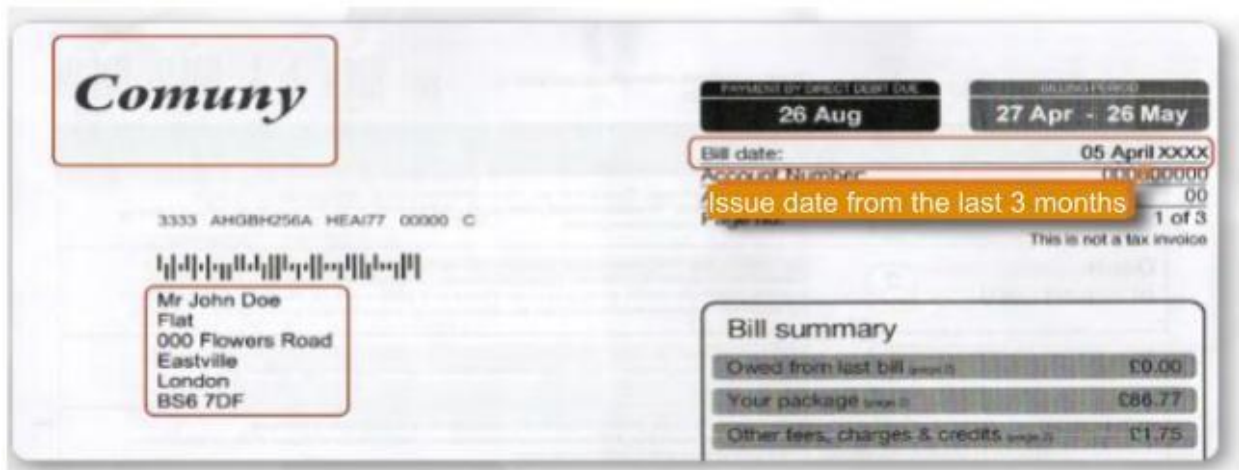 Comuny
PAYMENT BY DIRECT DEBIT DUE
26 Aug
BILLING PERIOD
27 Apr - 26 May
Bill date: 05 April XXXX
Account Number: 000800000
Issue date from the last 3 months
00
1 of 3
This is not a tax invoice
3333 AHGBH256A HEAI77 00000 C
Mr John Doe
Flat
000 Flowers Road
Eastville
London
BS6 7DF
Bill summary
Owed from last bill £0.00
Your package £86.77
Other fees, charges & credits £1.75